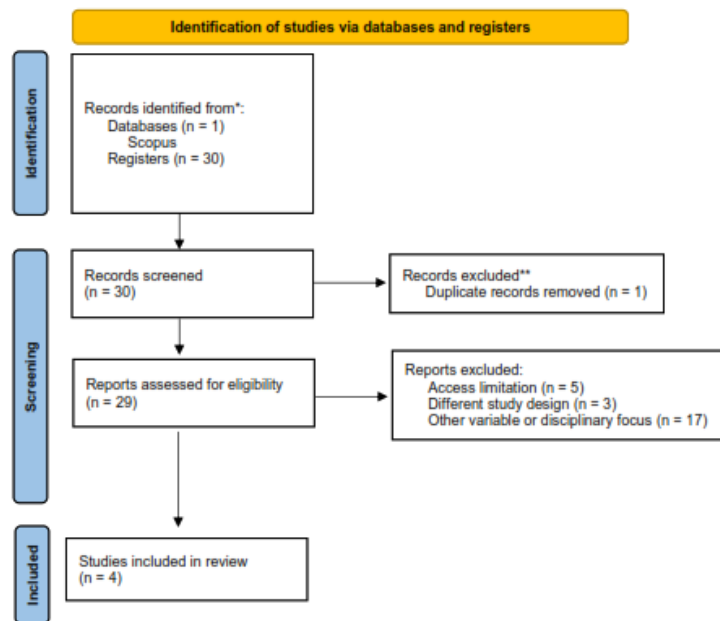 Identification of studies via databases and registers
Identification
Records identified from*:
Databases (n = 1)
Scopus
Registers (n = 30)
Screening
Records screened
(n = 30)
Records excluded**
Duplicate records removed (n = 1)
Reports assessed for eligibility
(n = 29)
Reports excluded:
Access limitation (n = 5)
Different study design (n = 3)
Other variable or disciplinary focus (n = 17)
Included
Studies included in review
(n = 4)